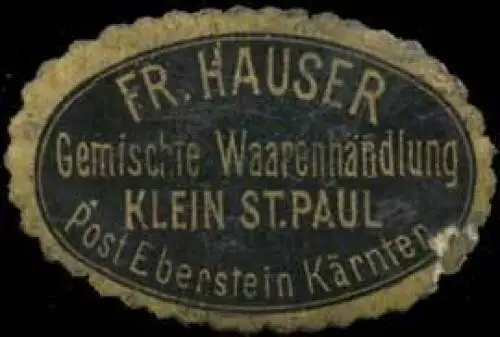 FR. HAUSER
Gemischte Waarenhandlung
KLEIN ST. PAUL
Post Eberstein Kärnten